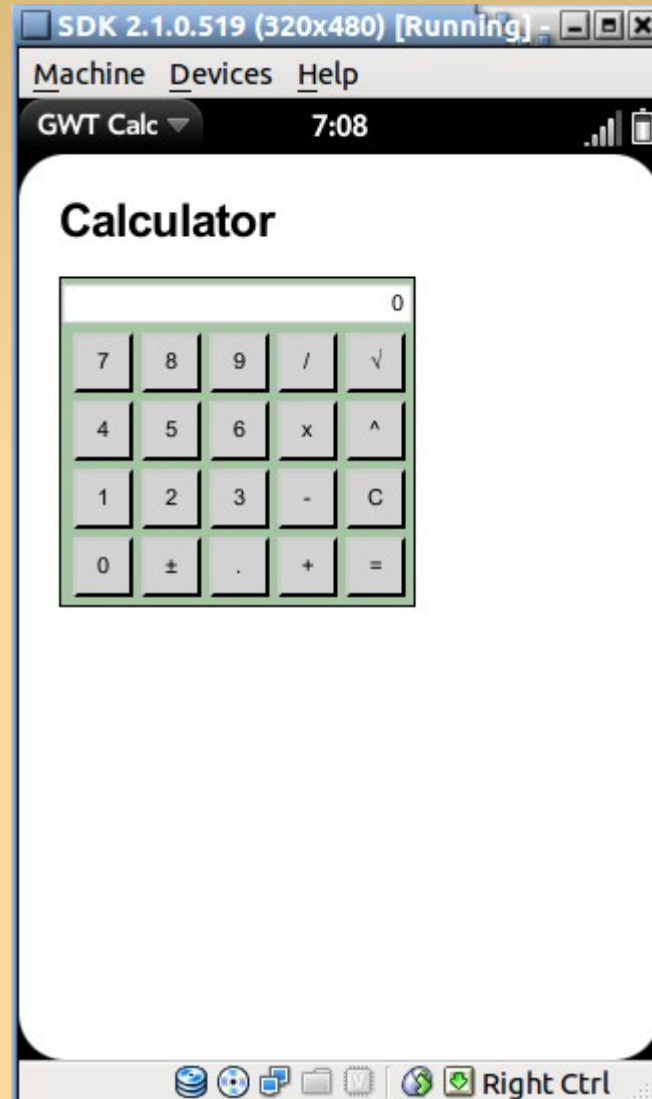 SDK 2.1.0.519 (320x480) [Running] -
Machine Devices Help
GWT Calc 7:08
Calculator
0
7 8 9 / √
4 5 6 x ^
1 2 3 - C
0 ± . + =
Right Ctrl